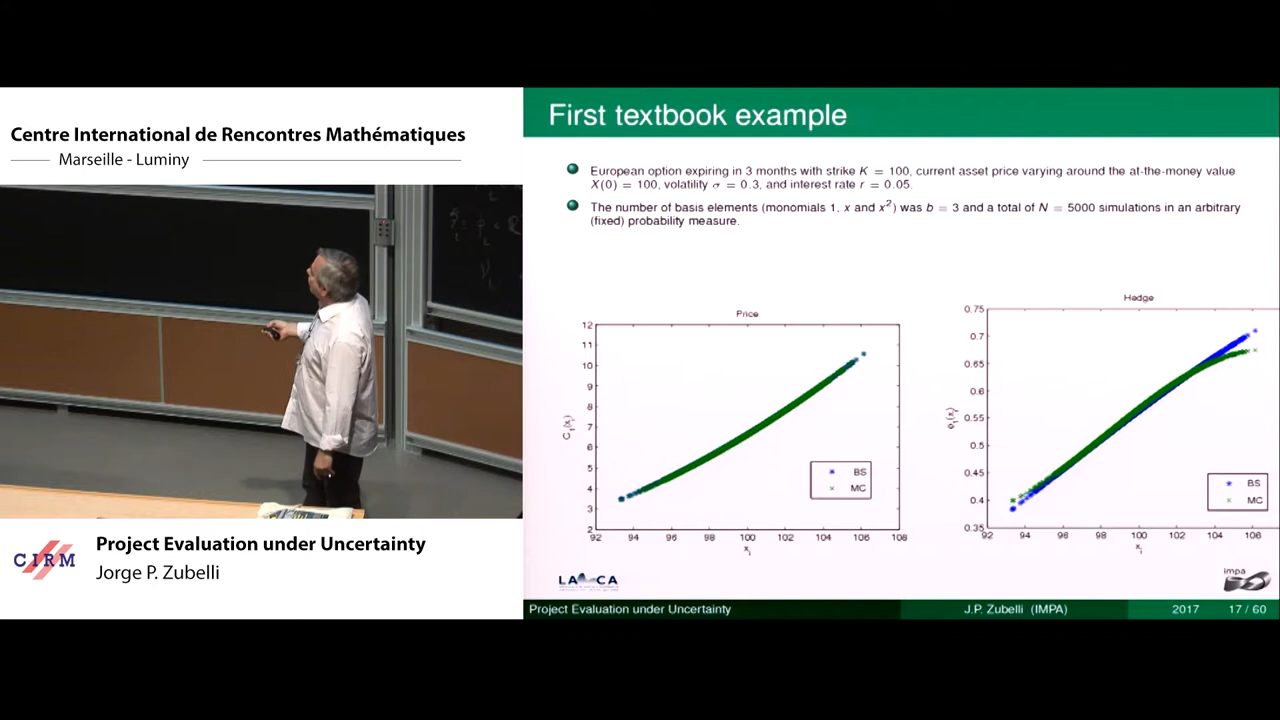 Centre International de Rencontres Mathématiques
Marseille - Luminy
CIRM
Project Evaluation under Uncertainty
Jorge P. Zubelli
First textbook example
European option expiring in 3 months with strike K = 100, current asset price varying around the at-the-money value
X(0) = 100, volatility σ = 0.3, and interest rate r = 0.05.
The number of basis elements (monomials 1, x and x²) was b = 3 and a total of N = 5000 simulations in an arbitrary
(fixed) probability measure.
Price
12
11
10
9
8
7
6
5
4
3
2
92 94 96 98 100 102 104 106 108
C₁(xᵢ)
xᵢ
BS
MC
Hedge
0.75
0.7
0.65
0.6
0.55
0.5
0.45
0.4
0.35
92 94 96 98 100 102 104 106
φ₁(xᵢ)
xᵢ
BS
MC
impa
Project Evaluation under Uncertainty
J.P. Zubelli (IMPA)
2017
17 / 60